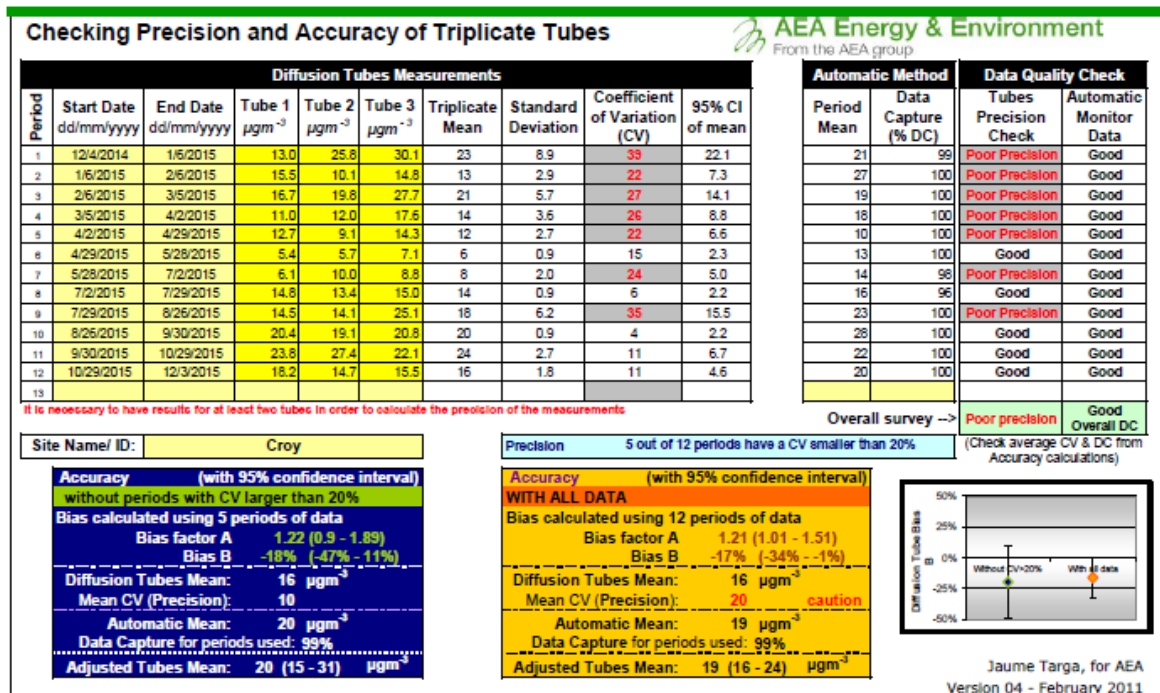 Checking Precision and Accuracy of Triplicate Tubes
AEA Energy & Environment
From the AEA group
Diffusion Tubes Measurements
Automatic Method
Data Quality Check
Period | Start Date dd/mm/yyyy | End Date dd/mm/yyyy | Tube 1 µgm-3 | Tube 2 µgm-3 | Tube 3 µgm-3 | Triplicate Mean | Standard Deviation | Coefficient of Variation (CV) | 95% CI of mean | Period Mean | Data Capture (% DC) | Tubes Precision Check | Automatic Monitor Data
1 12/4/2014 1/6/2015 13.0 25.8 30.1 23 8.9 39 22.1 21 99 Poor Precision Good
2 1/6/2015 2/6/2015 15.5 10.1 14.8 13 2.9 22 7.3 27 100 Poor Precision Good
3 2/6/2015 3/5/2015 16.7 19.8 27.7 21 5.7 27 14.1 19 100 Poor Precision Good
4 3/5/2015 4/2/2015 11.0 12.0 17.6 14 3.6 26 8.8 18 100 Poor Precision Good
5 4/2/2015 4/29/2015 12.7 9.1 14.3 12 2.7 22 6.6 10 100 Poor Precision Good
6 4/29/2015 5/28/2015 5.4 5.7 7.1 6 0.9 15 2.3 13 100 Good Good
7 5/28/2015 7/2/2015 6.1 10.0 8.8 8 2.0 24 5.0 14 98 Poor Precision Good
8 7/2/2015 7/29/2015 14.8 13.4 15.0 14 0.9 6 2.2 16 96 Good Good
9 7/29/2015 8/26/2015 14.5 14.1 25.1 18 6.2 35 15.5 23 100 Poor Precision Good
10 8/26/2015 9/30/2015 20.4 19.1 20.8 20 0.9 4 2.2 28 100 Good Good
11 9/30/2015 10/29/2015 23.8 27.4 22.1 24 2.7 11 6.7 22 100 Good Good
12 10/29/2015 12/3/2015 18.2 14.7 15.5 16 1.8 11 4.6 20 100 Good Good
13
It is necessary to have results for at least two tubes in order to calculate the precision of the measurements
Overall survey --> Poor precision Good Overall DC
Site Name/ ID: Croy
Precision 5 out of 12 periods have a CV smaller than 20%
(Check average CV & DC from
Accuracy calculations)
Accuracy (with 95% confidence interval)
without periods with CV larger than 20%
Bias calculated using 5 periods of data
Bias factor A 1.22 (0.9 - 1.89)
Bias B -18% (-47% - 11%)
Diffusion Tubes Mean: 16 µgm-3
Mean CV (Precision): 10
Automatic Mean: 20 µgm-3
Data Capture for periods used: 99%
Adjusted Tubes Mean: 20 (15 - 31) µgm-3
Accuracy (with 95% confidence interval)
WITH ALL DATA
Bias calculated using 12 periods of data
Bias factor A 1.21 (1.01 - 1.51)
Bias B -17% (-34% - -1%)
Diffusion Tubes Mean: 16 µgm-3
Mean CV (Precision): 20 caution
Automatic Mean: 19 µgm-3
Data Capture for periods used: 99%
Adjusted Tubes Mean: 19 (16 - 24) µgm-3
Diffusion Tube Bias B
50%
25%
0%
-25%
-50%
Without CV>20%
With all data
Jaume Targa, for AEA
Version 04 - February 2011